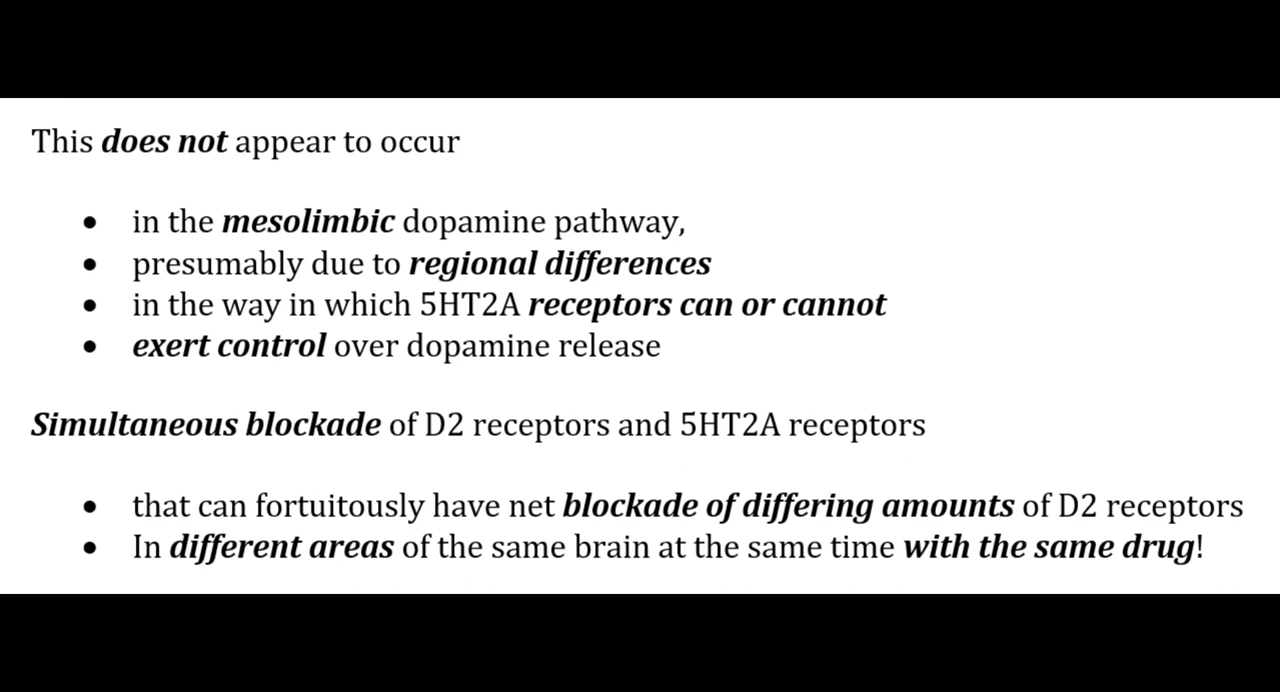 This does not appear to occur
• in the mesolimbic dopamine pathway,
• presumably due to regional differences
• in the way in which 5HT2A receptors can or cannot
• exert control over dopamine release
Simultaneous blockade of D2 receptors and 5HT2A receptors
• that can fortuitously have net blockade of differing amounts of D2 receptors
• In different areas of the same brain at the same time with the same drug!